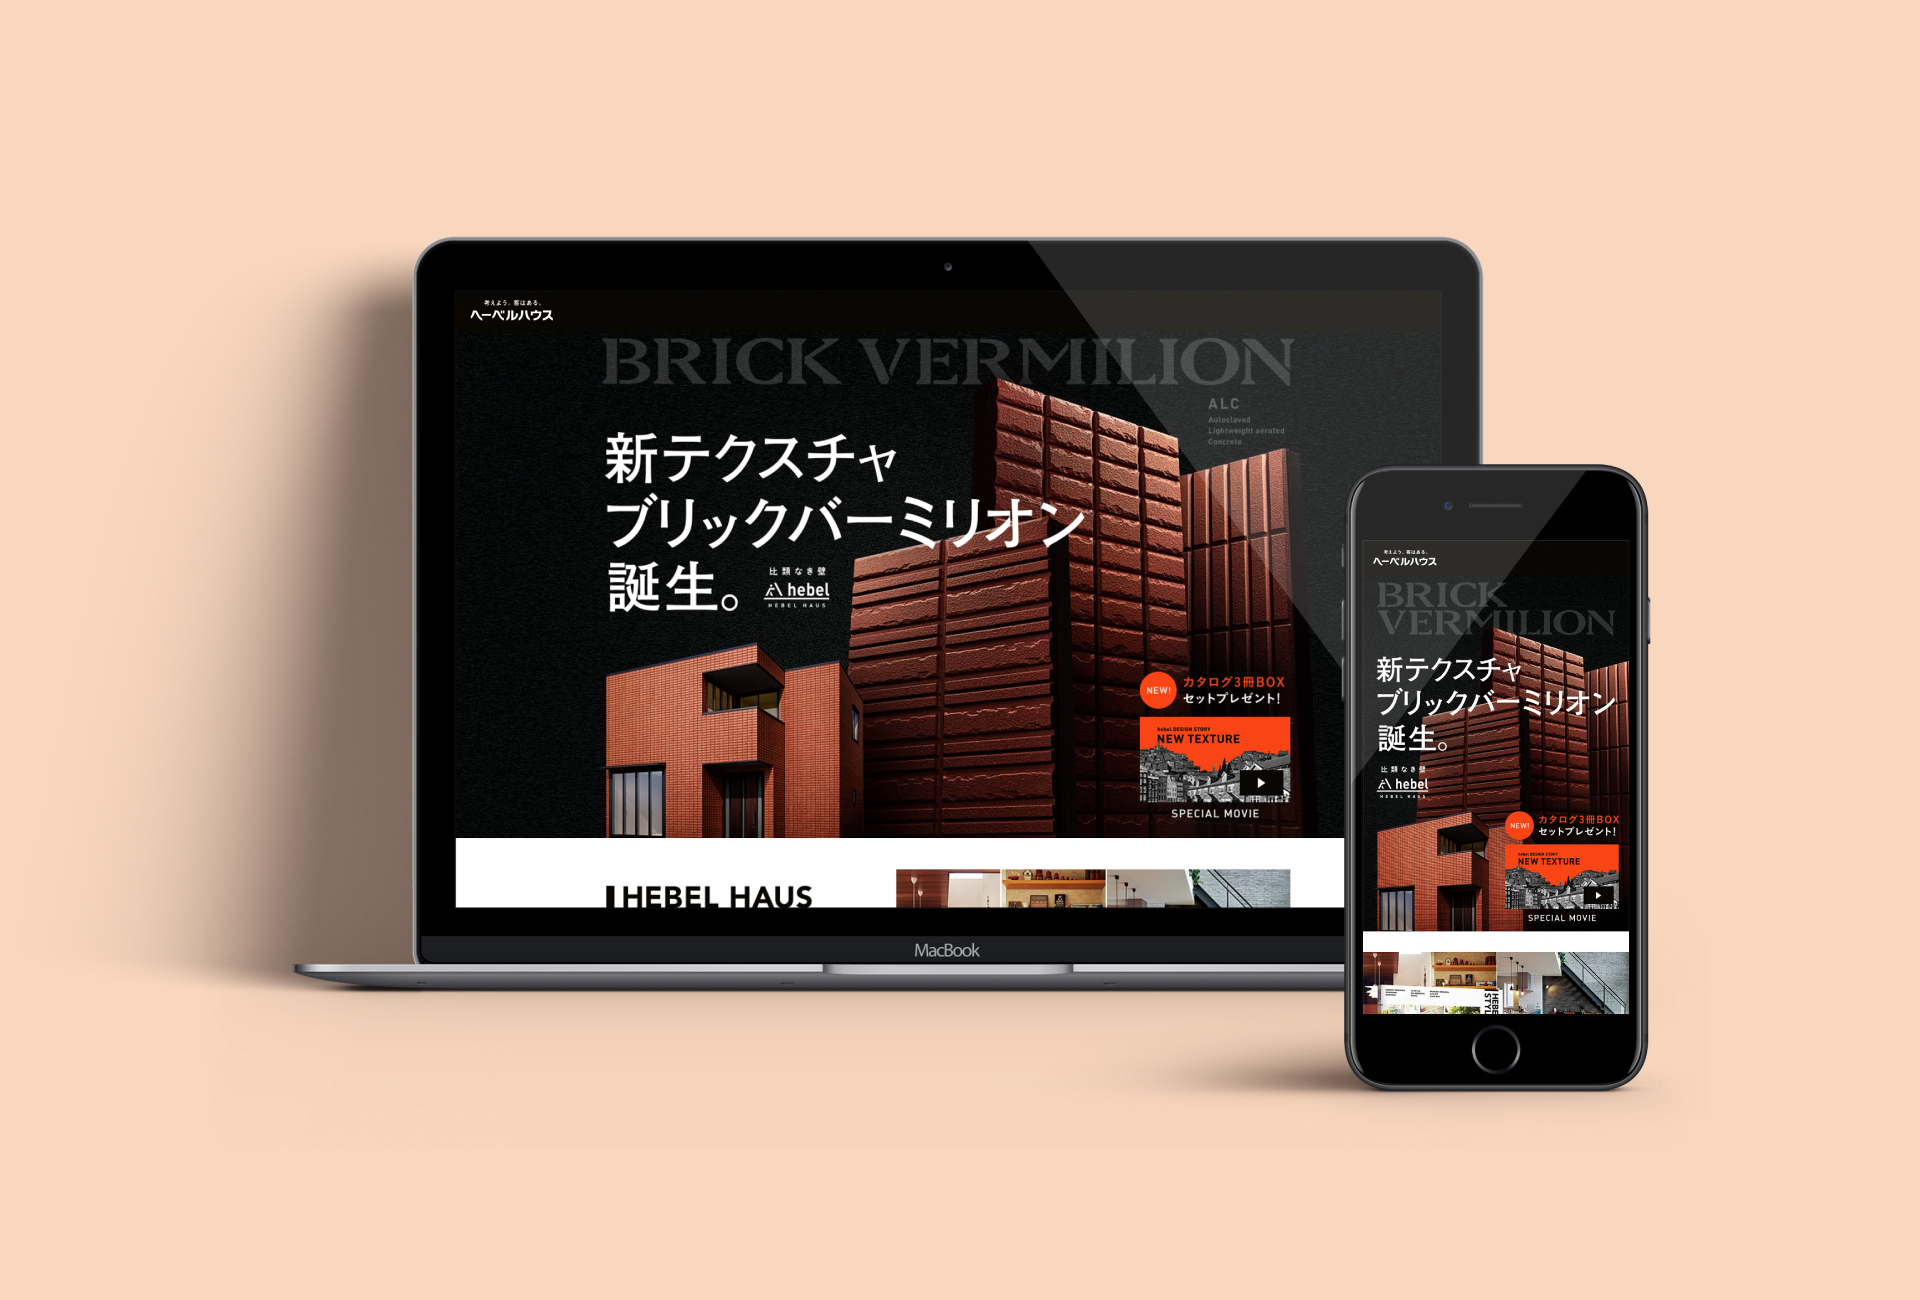 考えよう。答はある。
ヘーベルハウス
BRICK VERMILION
ALC
Autoclaved
Lightweight aerated
Concrete
新テクスチャ
ブリックバーミリオン
誕生。
比類なき壁
hebel
HEBEL HAUS
NEW!
カタログ3冊BOX
セットプレゼント!
hebel DESIGN STORY
NEW TEXTURE
SPECIAL MOVIE
HEBEL HAUS
MacBook
考えよう。答はある。
ヘーベルハウス
BRICK
VERMILION
新テクスチャ
ブリックバーミリオン
誕生。
比類なき壁
hebel
HEBEL HAUS
NEW!
カタログ3冊BOX
セットプレゼント!
hebel DESIGN STORY
NEW TEXTURE
SPECIAL MOVIE